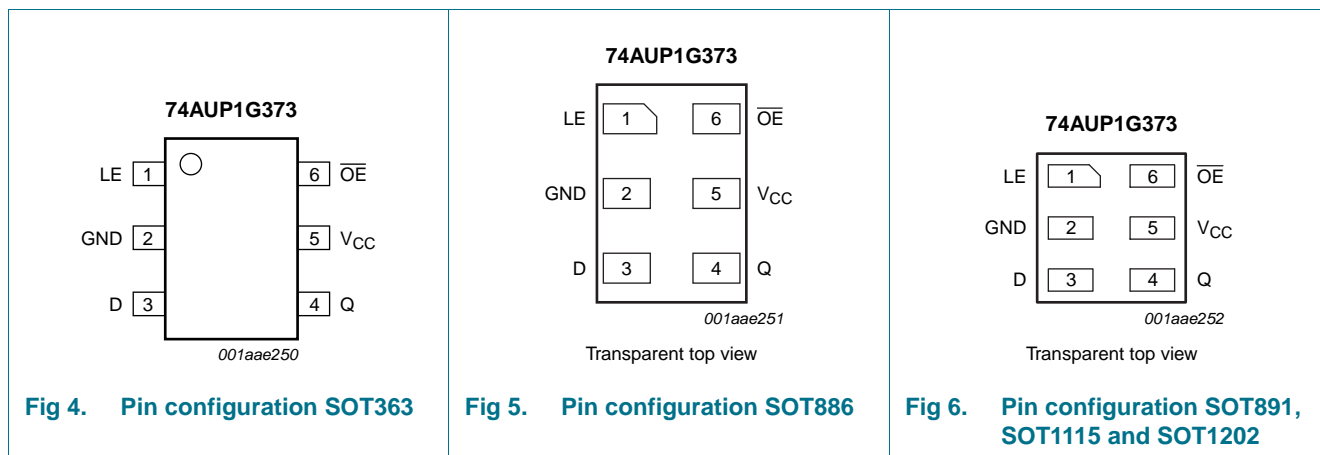 74AUP1G373
LE 1 6 O̅E̅
GND 2 5 VCC
D 3 4 Q
001aae250
Fig 4. Pin configuration SOT363
74AUP1G373
LE 1 6 O̅E̅
GND 2 5 VCC
D 3 4 Q
001aae251
Transparent top view
Fig 5. Pin configuration SOT886
74AUP1G373
LE 1 6 O̅E̅
GND 2 5 VCC
D 3 4 Q
001aae252
Transparent top view
Fig 6. Pin configuration SOT891,
SOT1115 and SOT1202